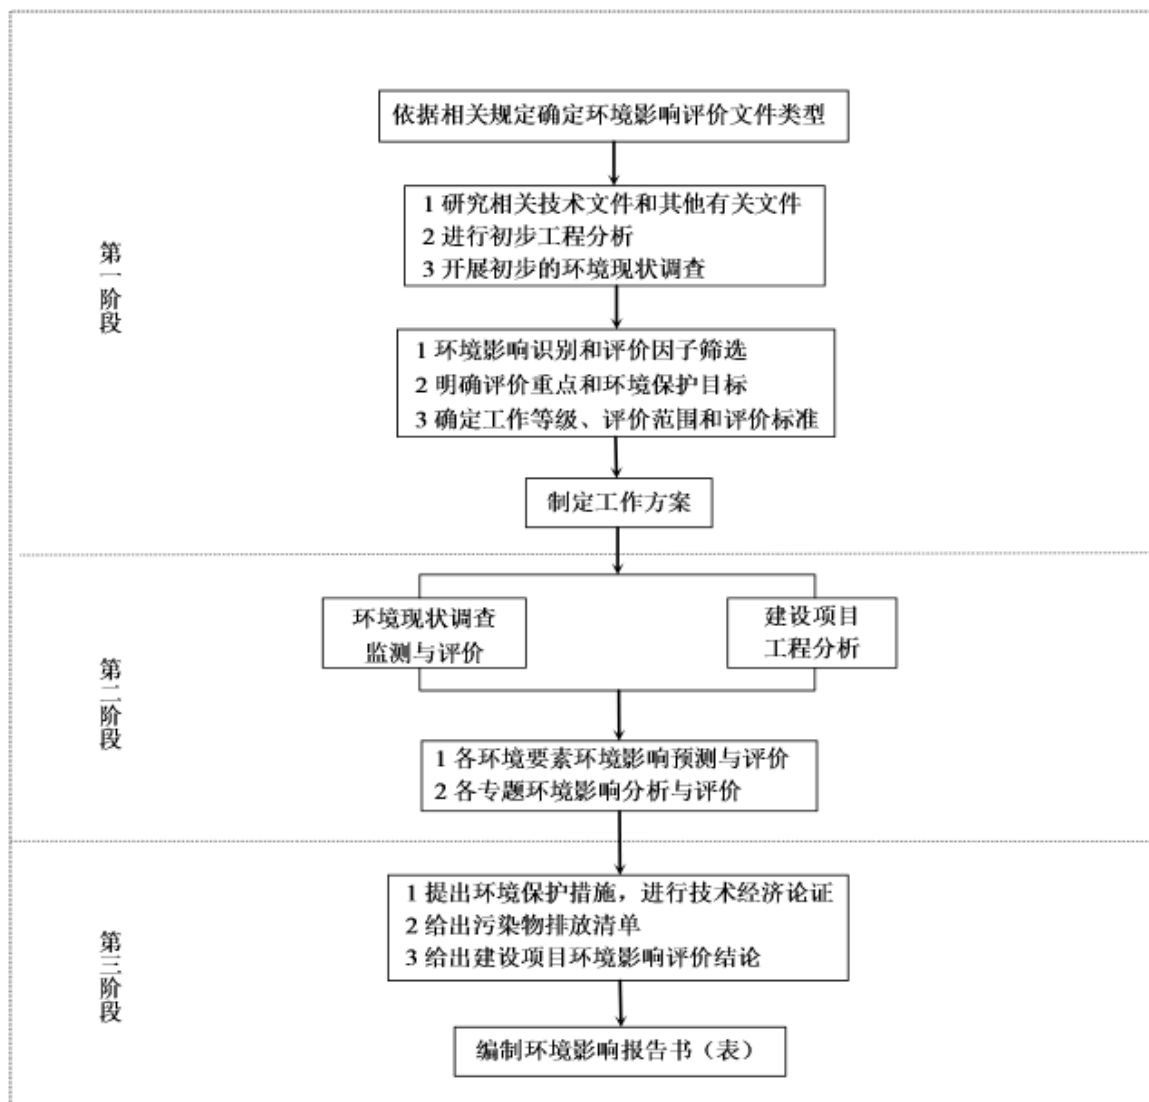 依据相关规定确定环境影响评价文件类型
1 研究相关技术文件和其他有关文件
2 进行初步工程分析
3 开展初步的环境现状调查
第一阶段
1 环境影响识别和评价因子筛选
2 明确评价重点和环境保护目标
3 确定工作等级、评价范围和评价标准
制定工作方案
环境现状调查
监测与评价
建设项目
工程分析
第二阶段
1 各环境要素环境影响预测与评价
2 各专题环境影响分析与评价
1 提出环境保护措施，进行技术经济论证
2 给出污染物排放清单
3 给出建设项目环境影响评价结论
第三阶段
编制环境影响报告书（表）